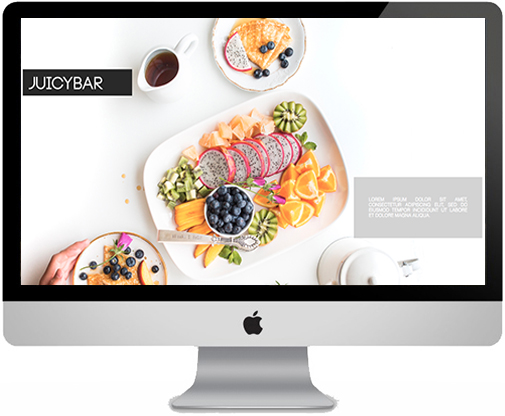 JUICYBAR
LOREM IPSUM DOLOR SIT AMET,
CONSECTETUR ADIPISCING ELIT, SED DO
EIUSMOD TEMPOR INCIDIDUNT UT LABORE
ET DOLORE MAGNA ALIQUA.